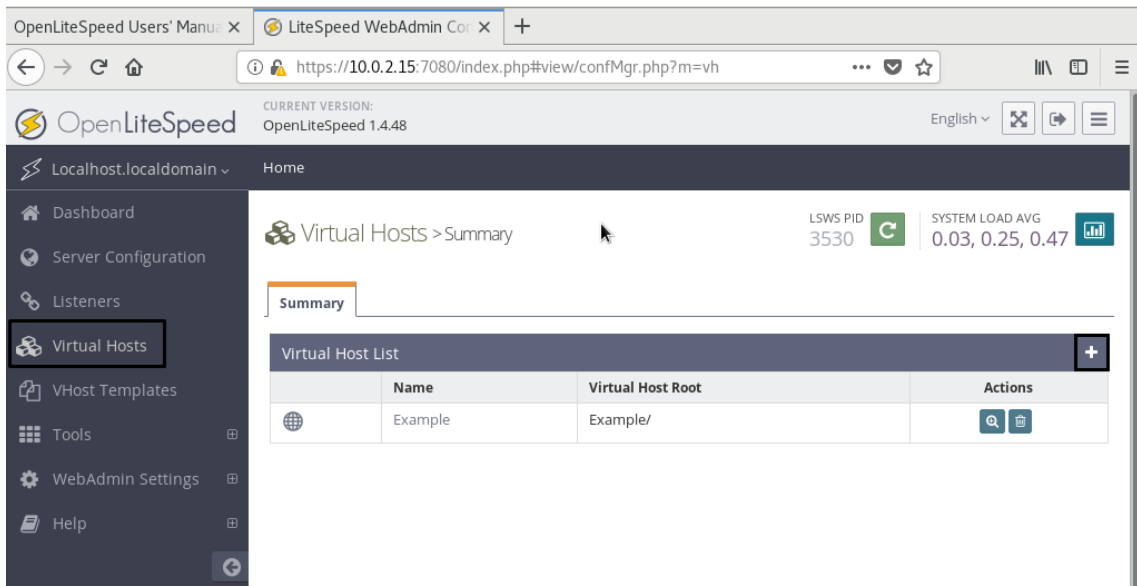 OpenLiteSpeed Users' Manua
LiteSpeed WebAdmin Con
https://10.0.2.15:7080/index.php#view/confMgr.php?m=vh
OpenLiteSpeed
CURRENT VERSION:
OpenLiteSpeed 1.4.48
English
Localhost.localdomain
Home
Dashboard
Server Configuration
Listeners
Virtual Hosts
VHost Templates
Tools
WebAdmin Settings
Help
Virtual Hosts > Summary
LSWS PID
3530
SYSTEM LOAD AVG
0.03, 0.25, 0.47
Summary
Virtual Host List
Name Virtual Host Root Actions
Example Example/